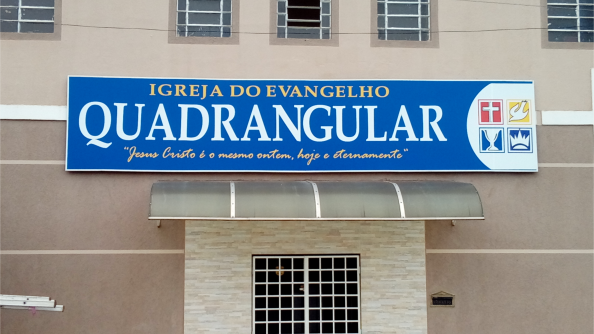 IGREJA DO EVANGELHO
QUADRANGULAR
"Jesus Cristo é o mesmo ontem, hoje e eternamente"